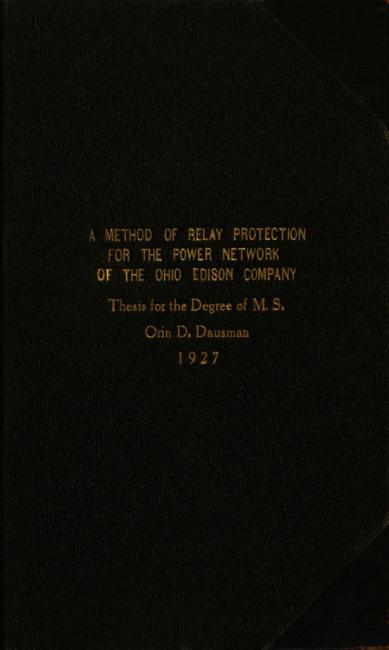 A METHOD OF RELAY PROTECTION
FOR THE POWER NETWORK
OF THE OHIO EDISON COMPANY
Thesis for the Degree of M. S.
Orin D. Dausman
1927